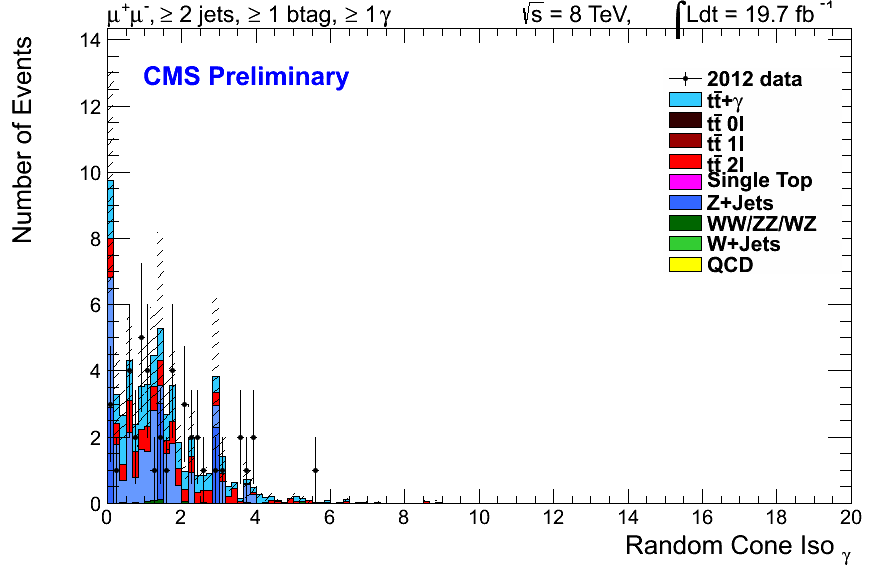 μ⁺μ⁻, ≥ 2 jets, ≥ 1 btag, ≥ 1 γ √s = 8 TeV, ∫Ldt = 19.7 fb⁻¹
CMS Preliminary
2012 data
tt̄+γ
tt̄ 0l
tt̄ 1l
tt̄ 2l
Single Top
Z+Jets
WW/ZZ/WZ
W+Jets
QCD
Number of Events
14
12
10
8
6
4
2
0
0 2 4 6 8 10 12 14 16 18 20
Random Cone Iso γ